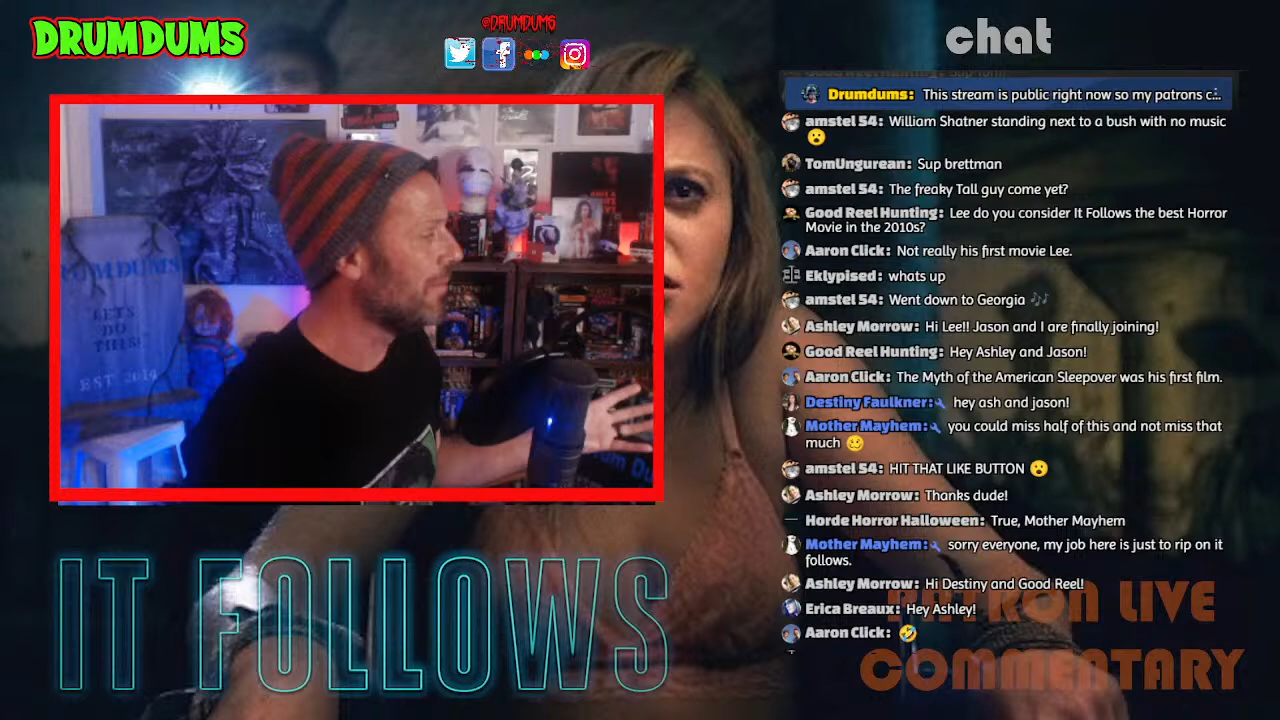 DRUMDUMS
@DRUMDUMS
chat
Drumdums: This stream is public right now so my patrons c...
amstel 54: William Shatner standing next to a bush with no music
😮
TomUngurean: Sup brettman
amstel 54: The freaky Tall guy come yet?
Good Reel Hunting: Lee do you consider It Follows the best Horror
Movie in the 2010s?
Aaron Click: Not really his first movie Lee.
Eklypised: whats up
amstel 54: Went down to Georgia 🎶
Ashley Morrow: Hi Lee!! Jason and I are finally joining!
Good Reel Hunting: Hey Ashley and Jason!
Aaron Click: The Myth of the American Sleepover was his first film.
Destiny Faulkner: hey ash and jason!
Mother Mayhem: you could miss half of this and not miss that
much 🥴
amstel 54: HIT THAT LIKE BUTTON 😮
Ashley Morrow: Thanks dude!
Horde Horror Halloween: True, Mother Mayhem
Mother Mayhem: sorry everyone, my job here is just to rip on it
follows.
Ashley Morrow: Hi Destiny and Good Reel!
Erica Breaux: Hey Ashley!
Aaron Click: 🤣
LET'S
DO
THIS
EST 2014
IT FOLLOWS
PATRON LIVE
COMMENTARY